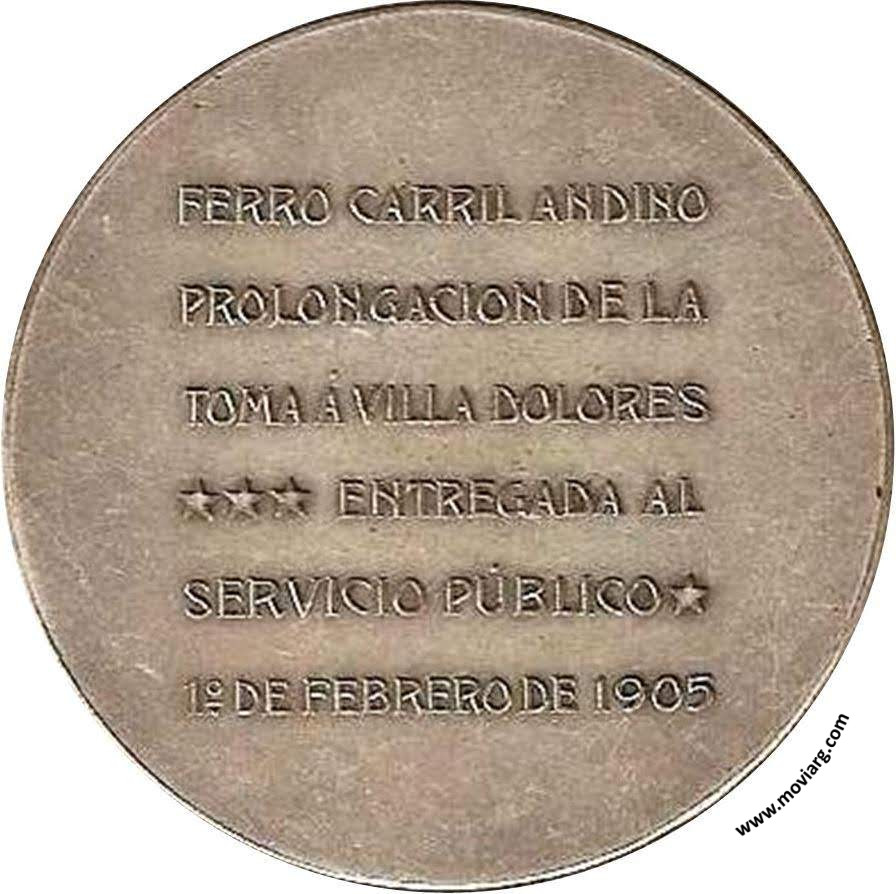 FERRO CARRIL ANDINO
PROLONGACION DE LA
TOMA Á VILLA DOLORES
★★★ ENTREGADA AL
SERVICIO PÚBLICO★
1º DE FEBRERO DE 1905
www.moviarg.com